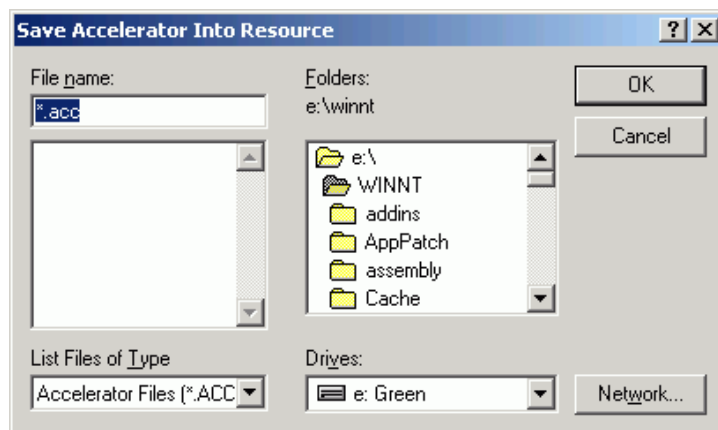 Save Accelerator Into Resource
File name:
*.acc
Folders:
e:\winnt
e:\
WINNT
addins
AppPatch
assembly
Cache
OK
Cancel
List Files of Type
Accelerator Files (*.ACC
Drives:
e: Green
Network...